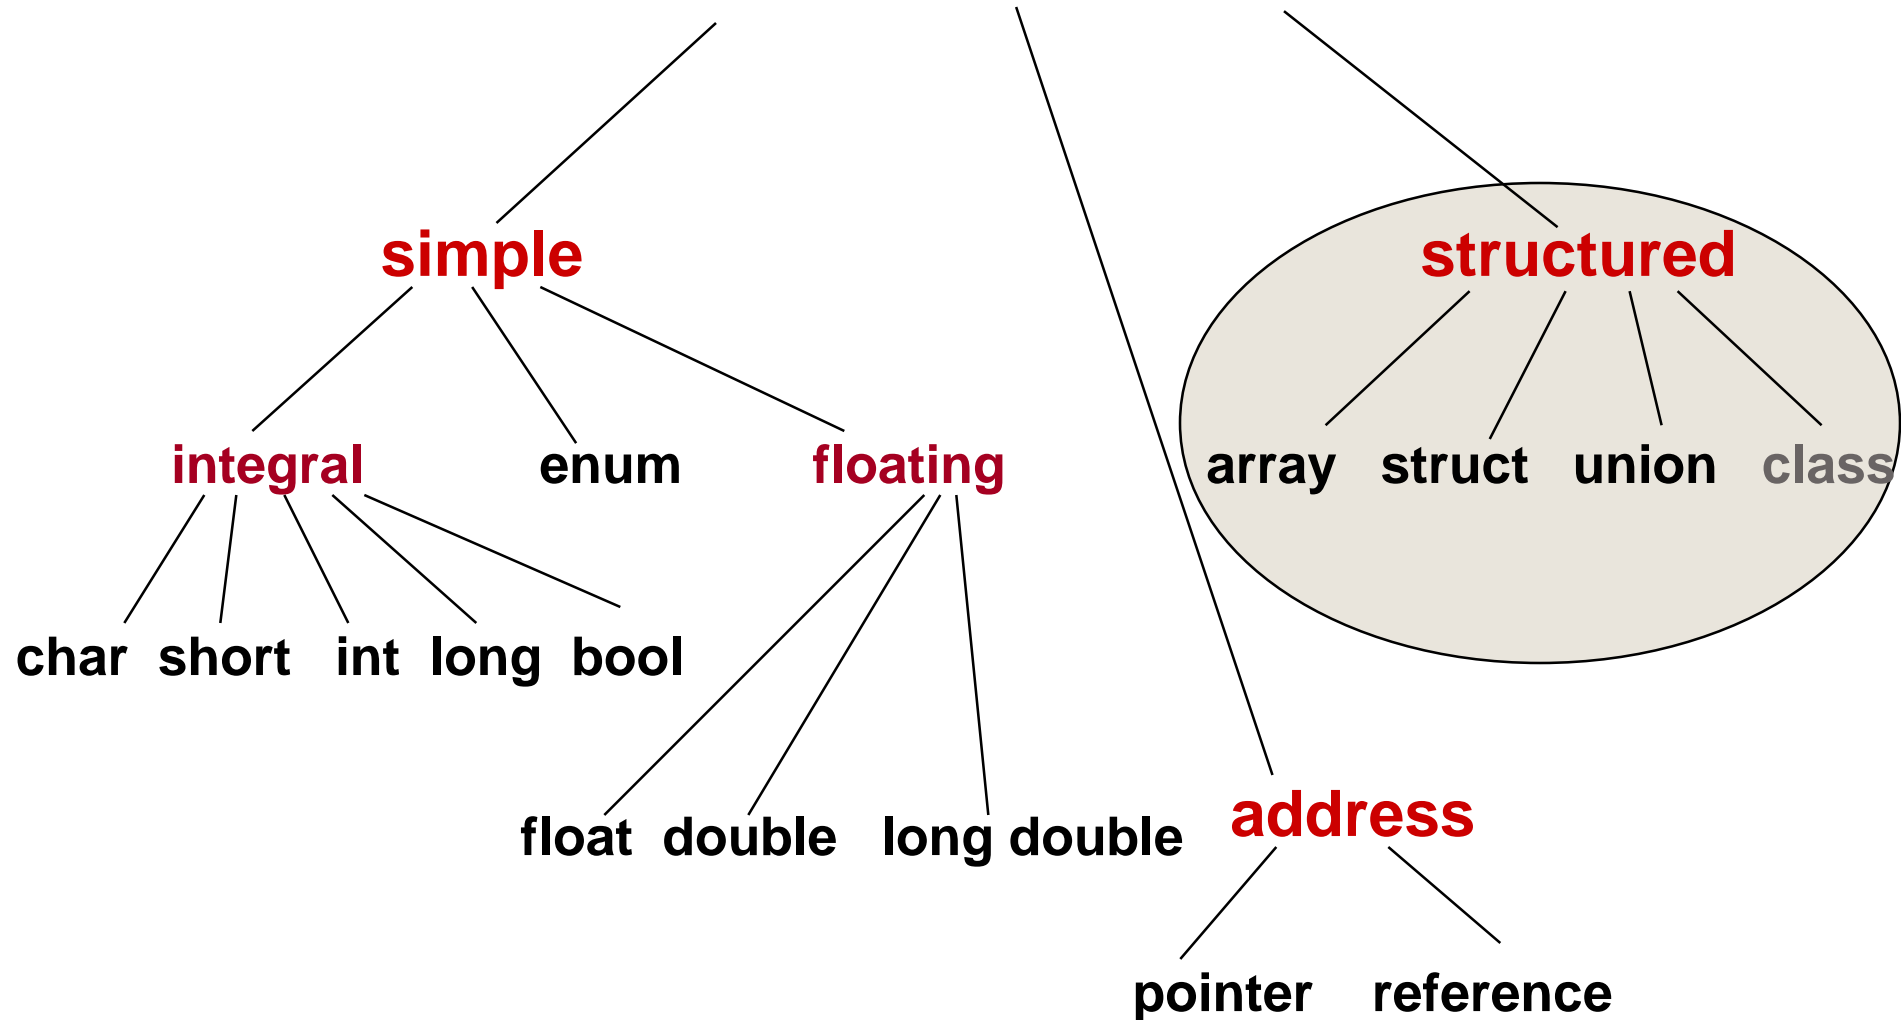 simple structured
integral enum floating array struct union class
char short int long bool
float double long double address
pointer reference